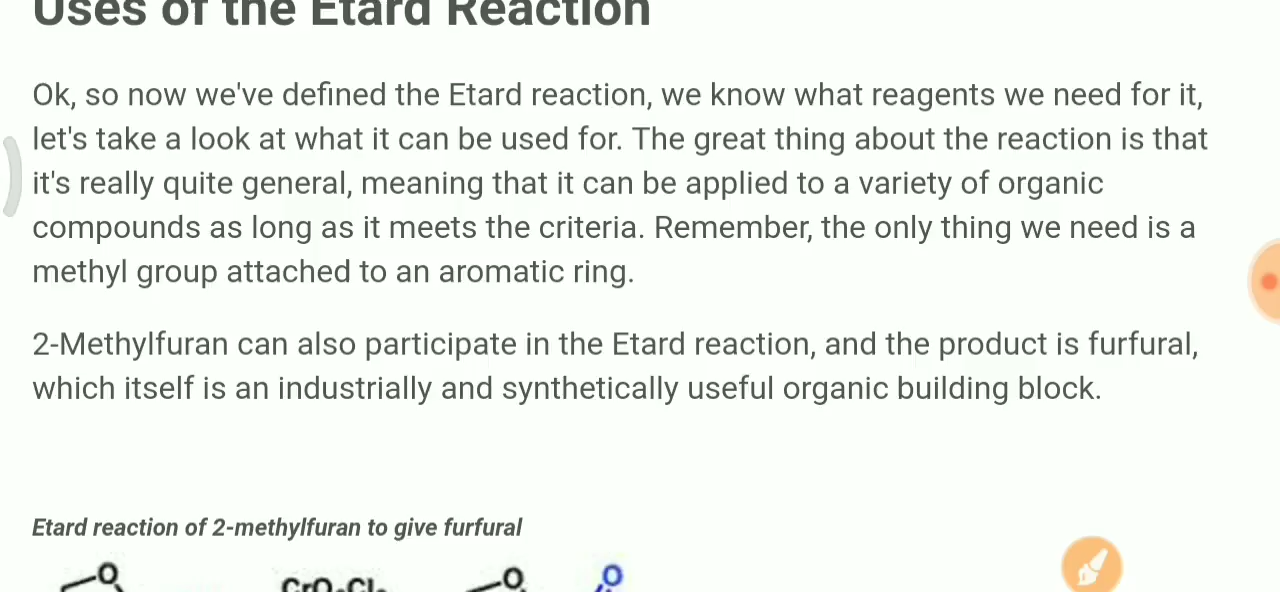 Uses of the Etard Reaction
Ok, so now we've defined the Etard reaction, we know what reagents we need for it,
let's take a look at what it can be used for. The great thing about the reaction is that
it's really quite general, meaning that it can be applied to a variety of organic
compounds as long as it meets the criteria. Remember, the only thing we need is a
methyl group attached to an aromatic ring.
2-Methylfuran can also participate in the Etard reaction, and the product is furfural,
which itself is an industrially and synthetically useful organic building block.
Etard reaction of 2-methylfuran to give furfural
O CrO₂Cl₂ O O